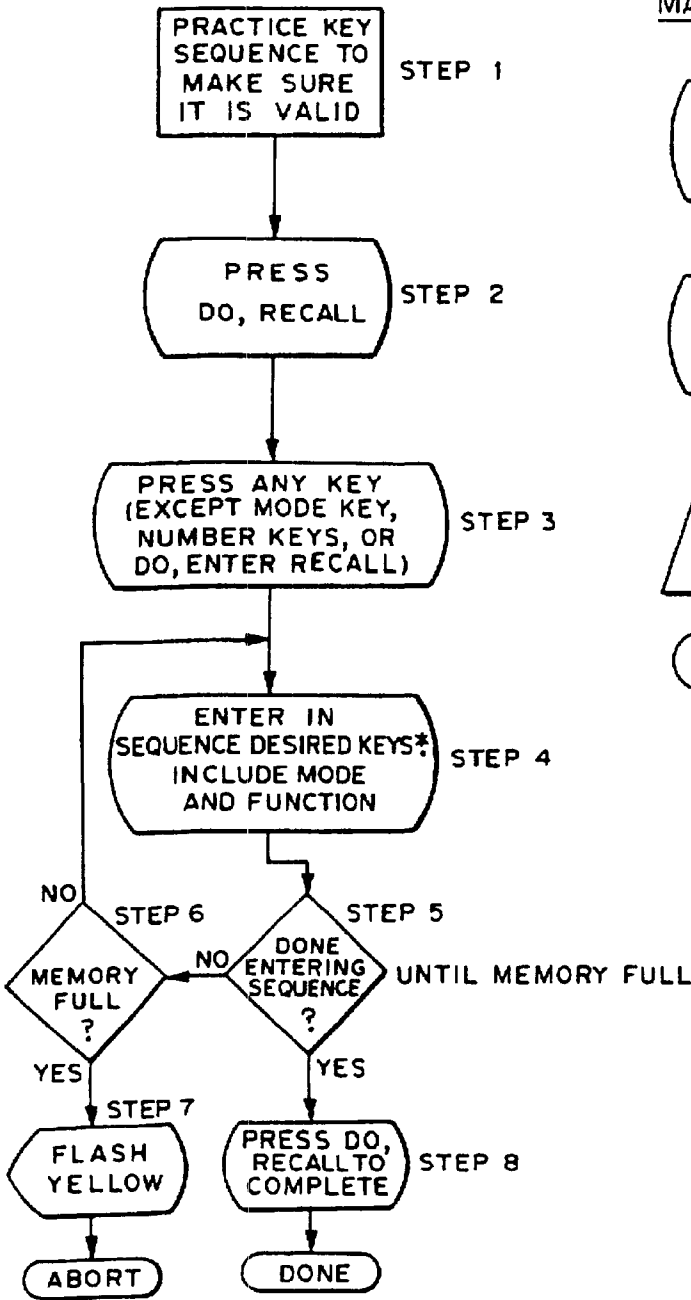 MA
PRACTICE KEY
SEQUENCE TO
MAKE SURE
IT IS VALID
STEP 1
PRESS
DO, RECALL
STEP 2
PRESS ANY KEY
(EXCEPT MODE KEY,
NUMBER KEYS, OR
DO, ENTER RECALL)
STEP 3
ENTER IN
SEQUENCE DESIRED KEYS*.
INCLUDE MODE
AND FUNCTION
STEP 4
NO
STEP 6
STEP 5
MEMORY
FULL
?
NO
DONE
ENTERING
SEQUENCE
?
UNTIL MEMORY FULL
YES
YES
STEP 7
FLASH
YELLOW
PRESS DO,
RECALL TO
COMPLETE
STEP 8
ABORT
DONE